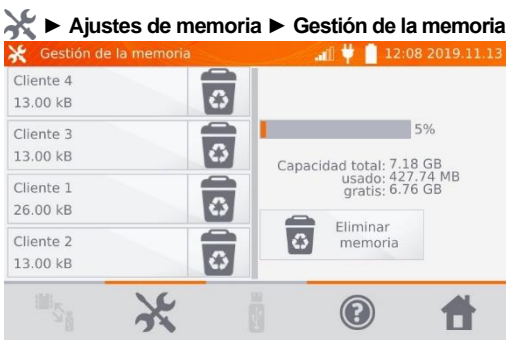 ► Ajustes de memoria ► Gestión de la memoria
Gestión de la memoria
12:08 2019.11.13
Cliente 4
13.00 kB
Cliente 3
13.00 kB
Cliente 1
26.00 kB
Cliente 2
13.00 kB
5%
Capacidad total: 7.18 GB
usado: 427.74 MB
gratis: 6.76 GB
Eliminar
memoria